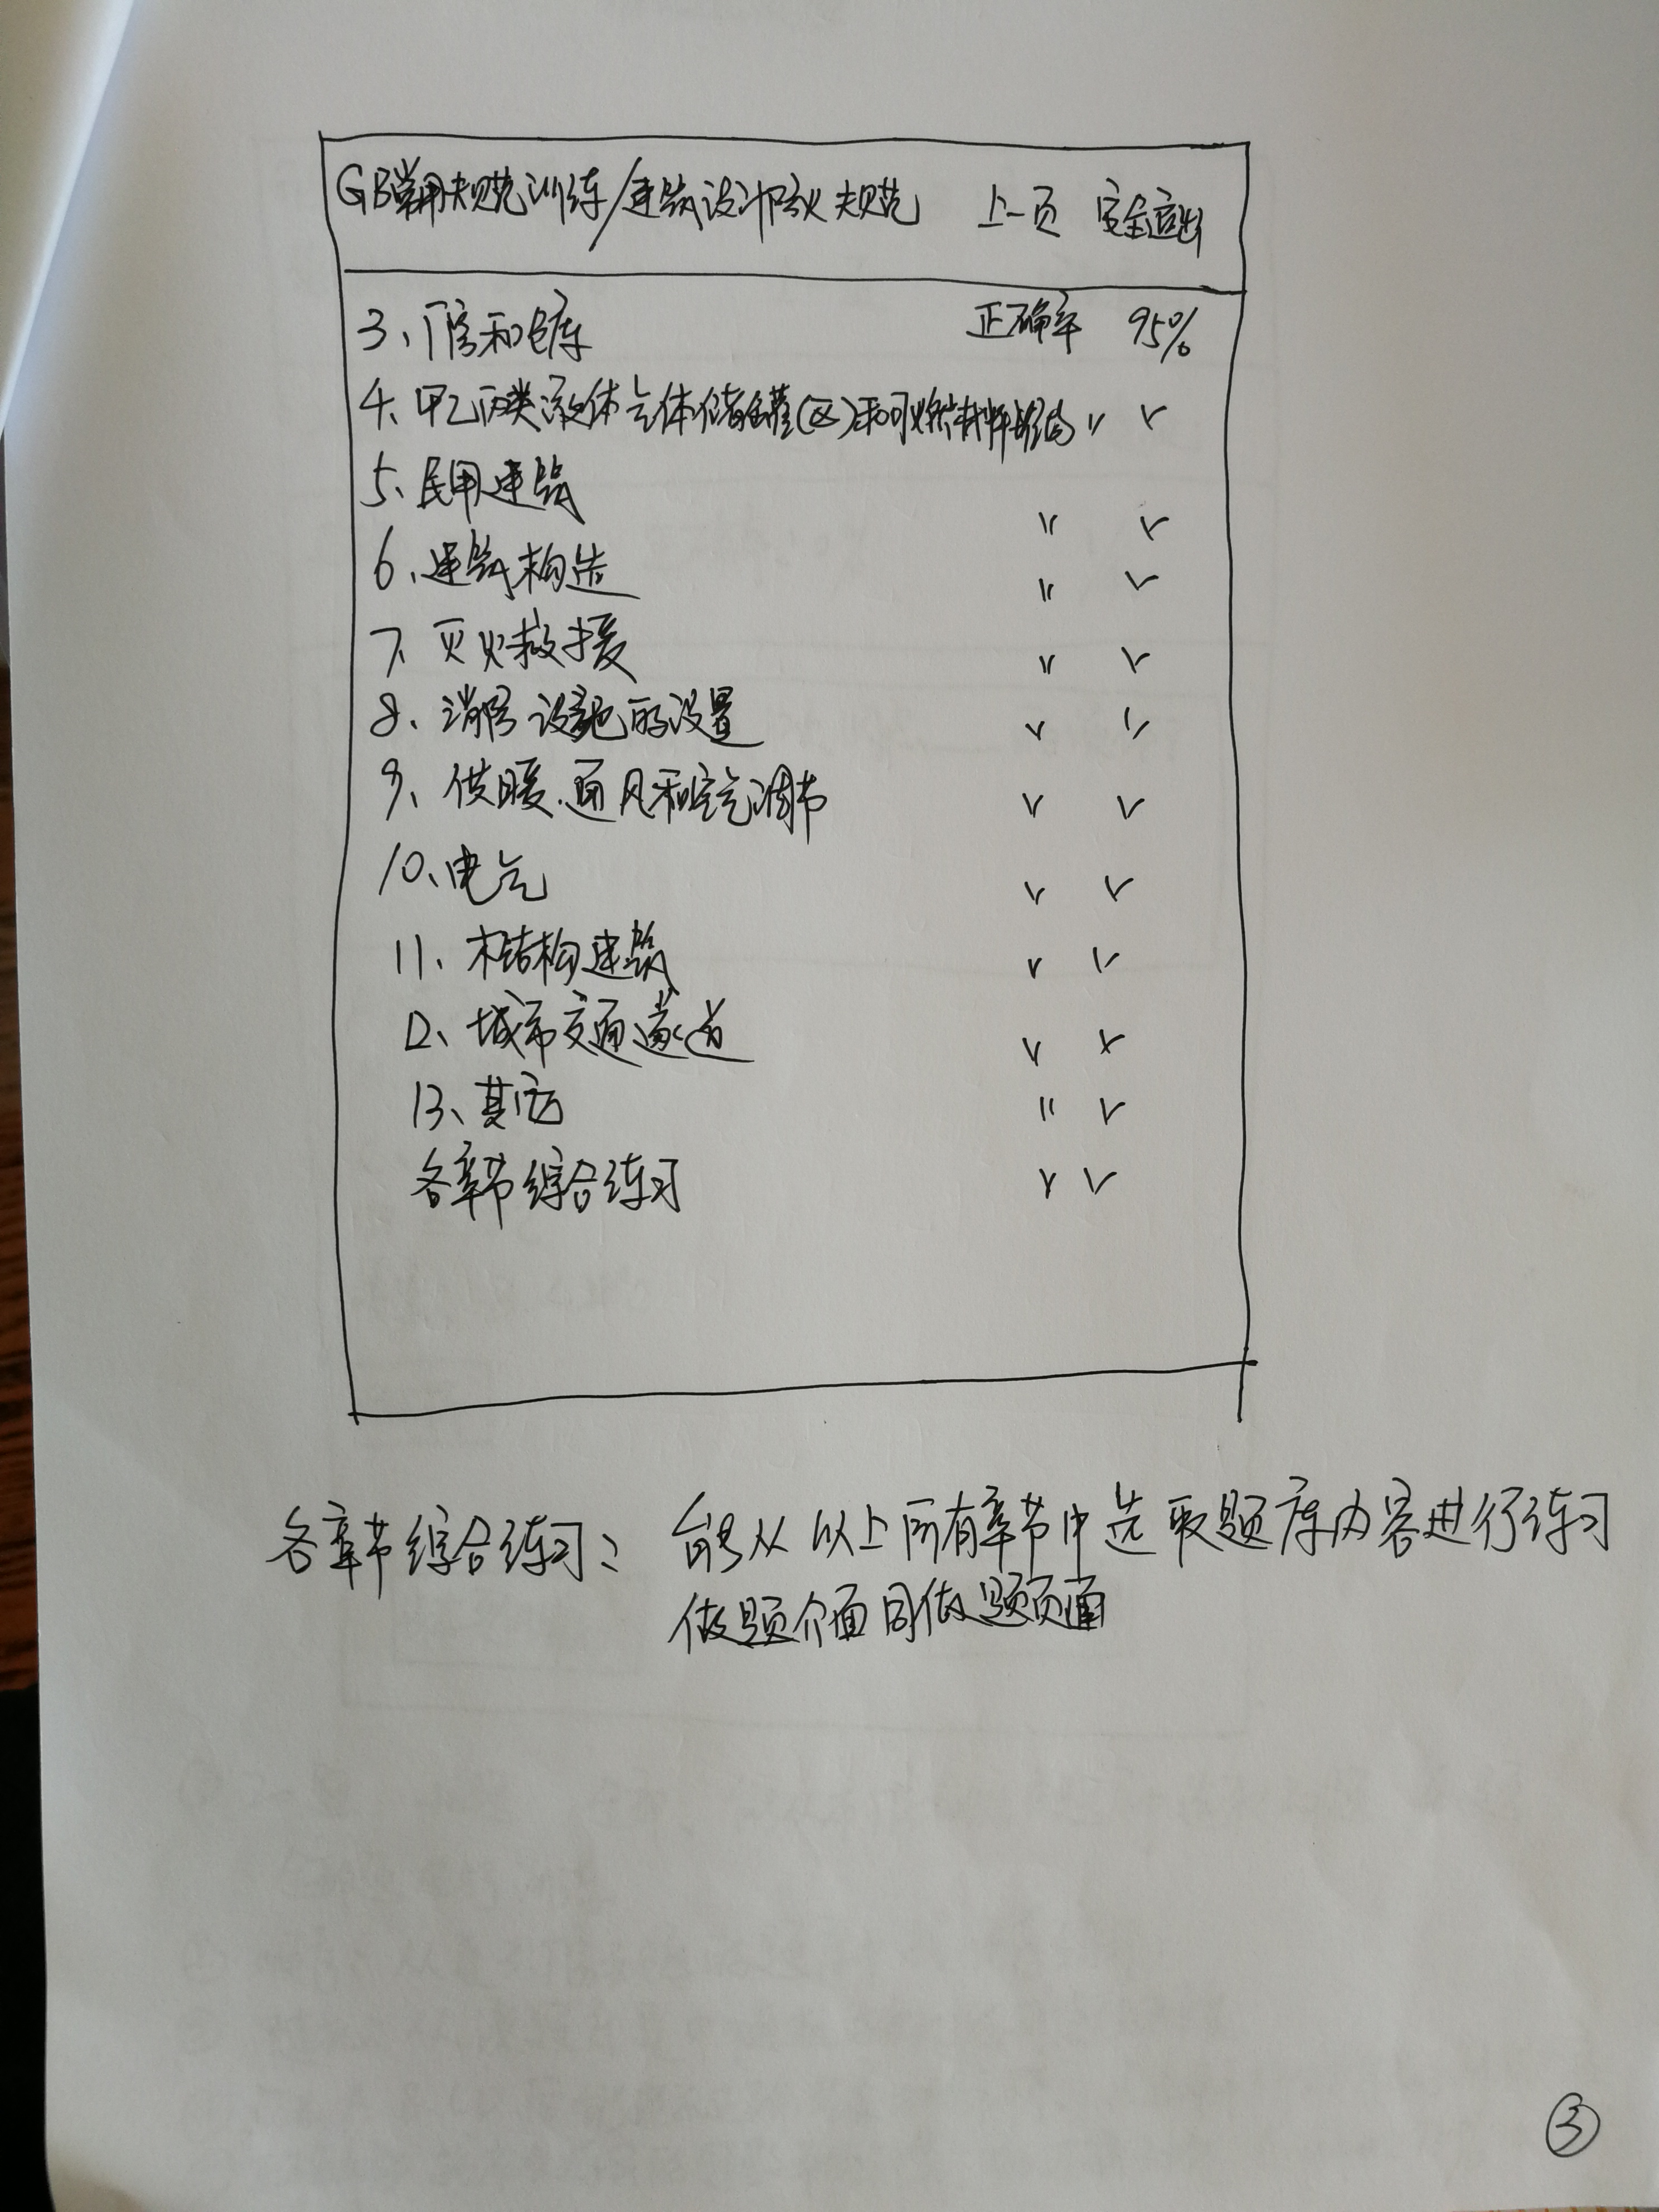 GB常用规范训练/建筑设计防火规范 上一页 安全退出
3、厂房和仓库 正确率 95%
4、甲乙丙类液体气体储罐(区)和可燃材料堆场 〃 〃
5、民用建筑 〃 〃
6、建筑构造 〃 〃
7、灭火救援 〃 〃
8、消防设施的设置 〃 〃
9、供暖.通风和空气调节 〃 〃
10、电气 〃 〃
11、木结构建筑 〃 〃
12、城市交通隧道 〃 〃
13、其它 〃 〃
各章节综合练习 〃 〃
各章节综合练习: 能从以上所有章节中选取题库内容进行练习
做题介面同做题页面
③